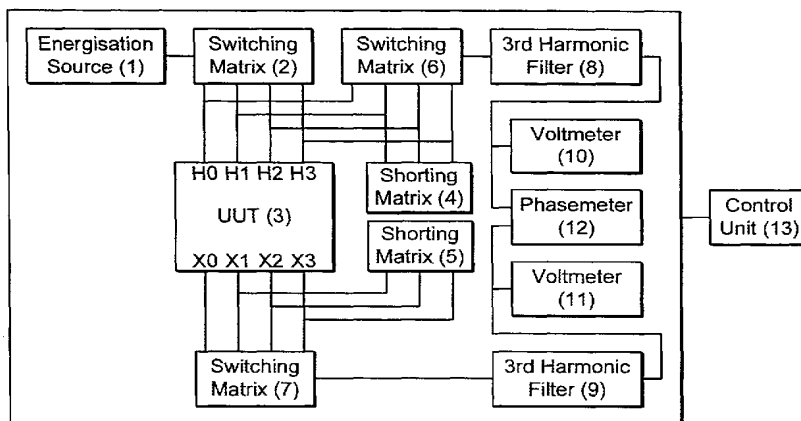 Energisation
Source (1)
Switching
Matrix (2)
Switching
Matrix (6)
3rd Harmonic
Filter (8)
Voltmeter
(10)
H0 H1 H2 H3
UUT (3)
X0 X1 X2 X3
Shorting
Matrix (4)
Phasemeter
(12)
Control
Unit (13)
Shorting
Matrix (5)
Voltmeter
(11)
Switching
Matrix (7)
3rd Harmonic
Filter (9)